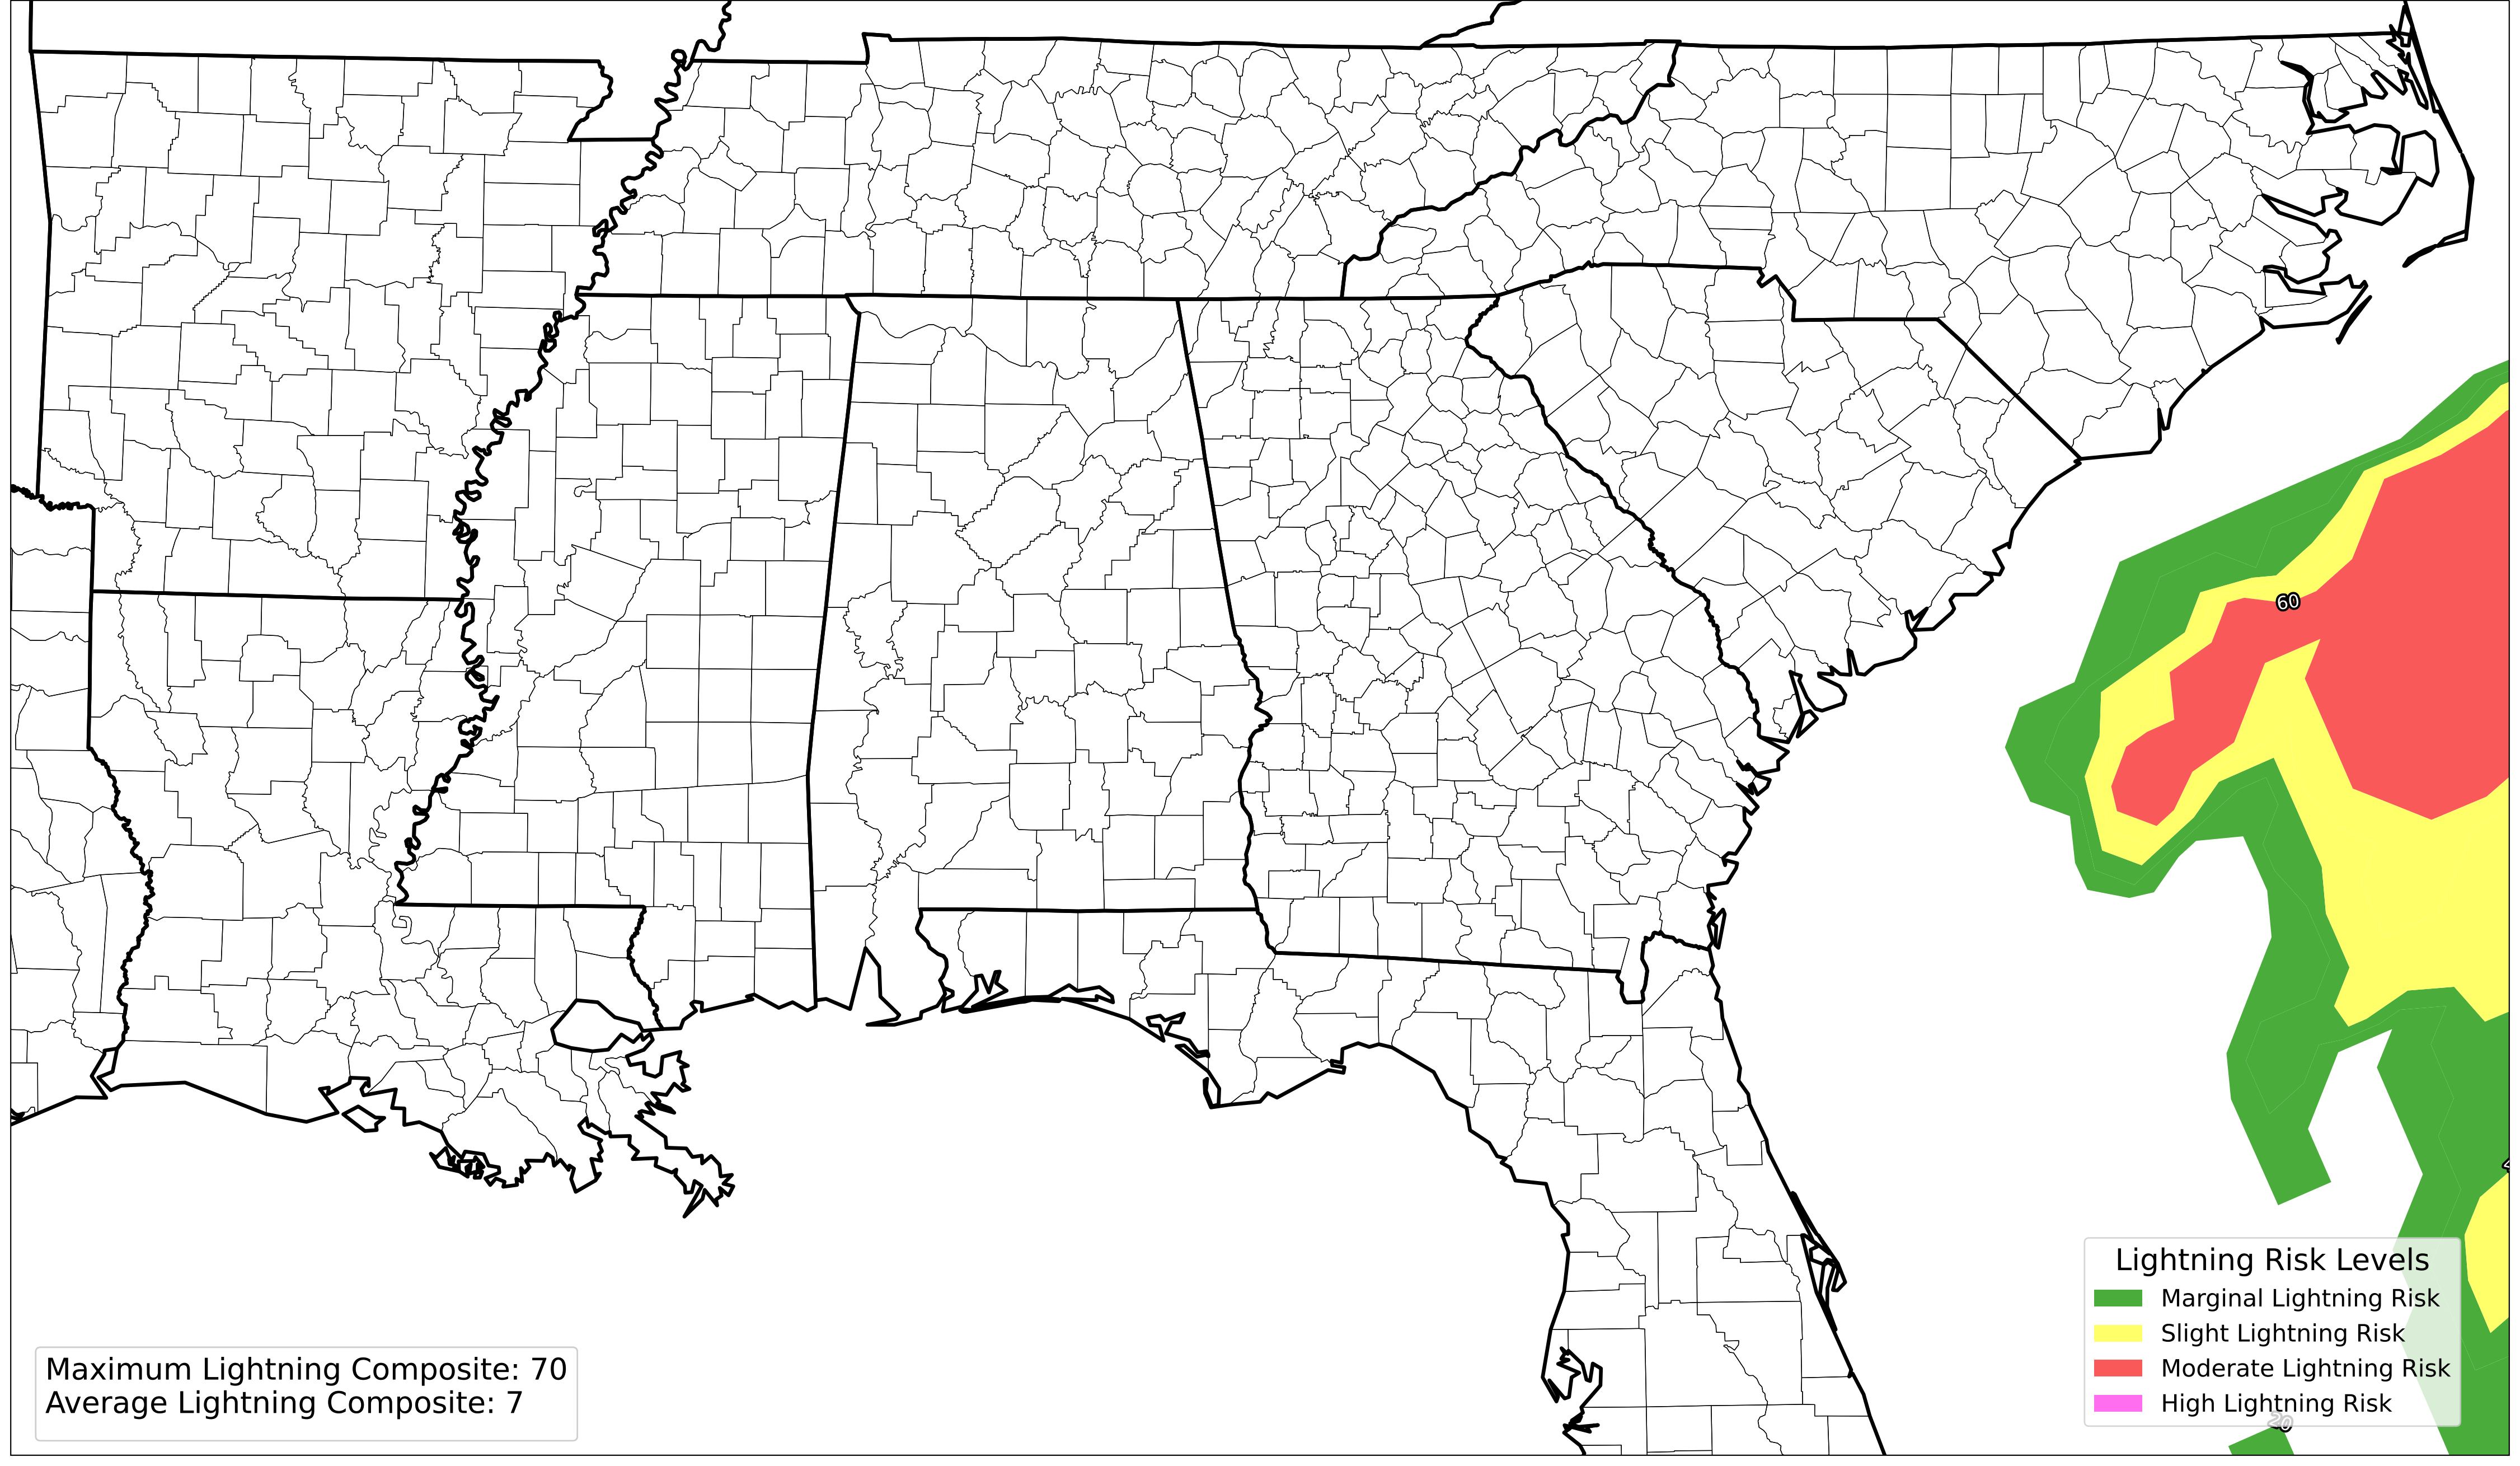 60
Lightning Risk Levels
Marginal Lightning Risk
Slight Lightning Risk
Moderate Lightning Risk
High Lightning Risk
20
Maximum Lightning Composite: 70
Average Lightning Composite: 7